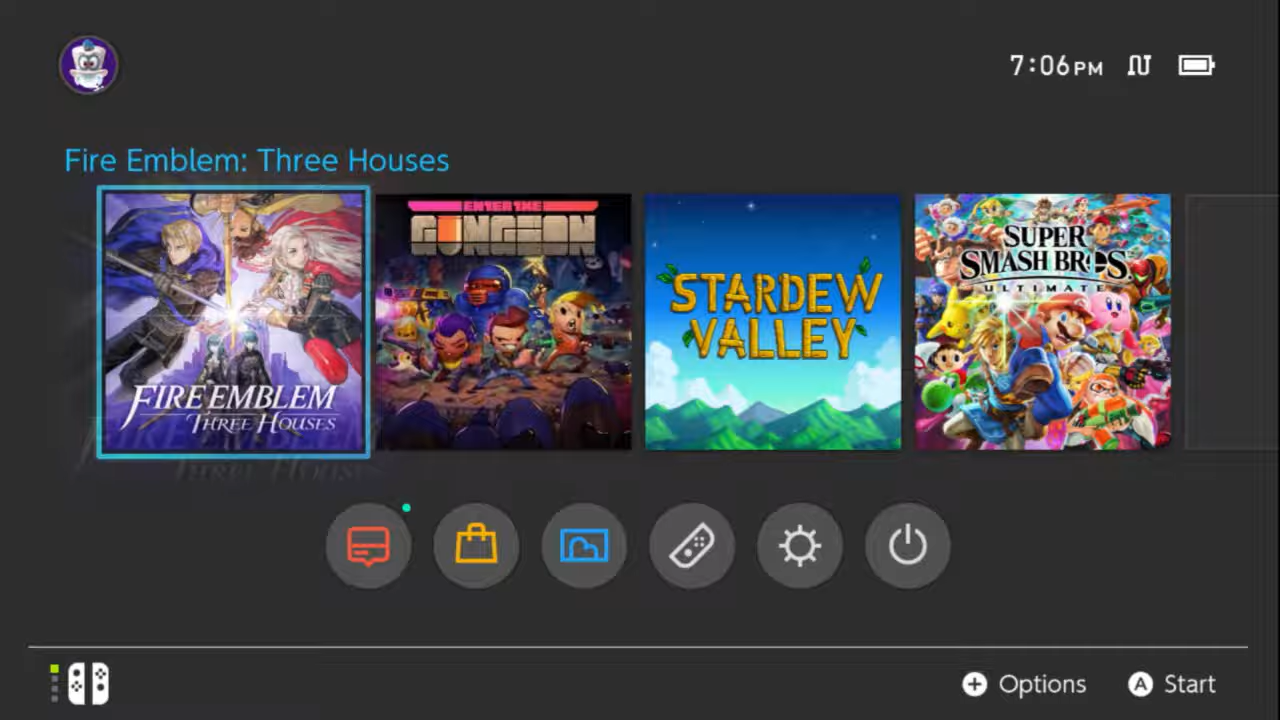 7:06PM
Fire Emblem: Three Houses
FIRE EMBLEM
THREE HOUSES
ENTER THE
GUNGEON
STARDEW
VALLEY
SUPER
SMASH BROS.
ULTIMATE
Options
A Start